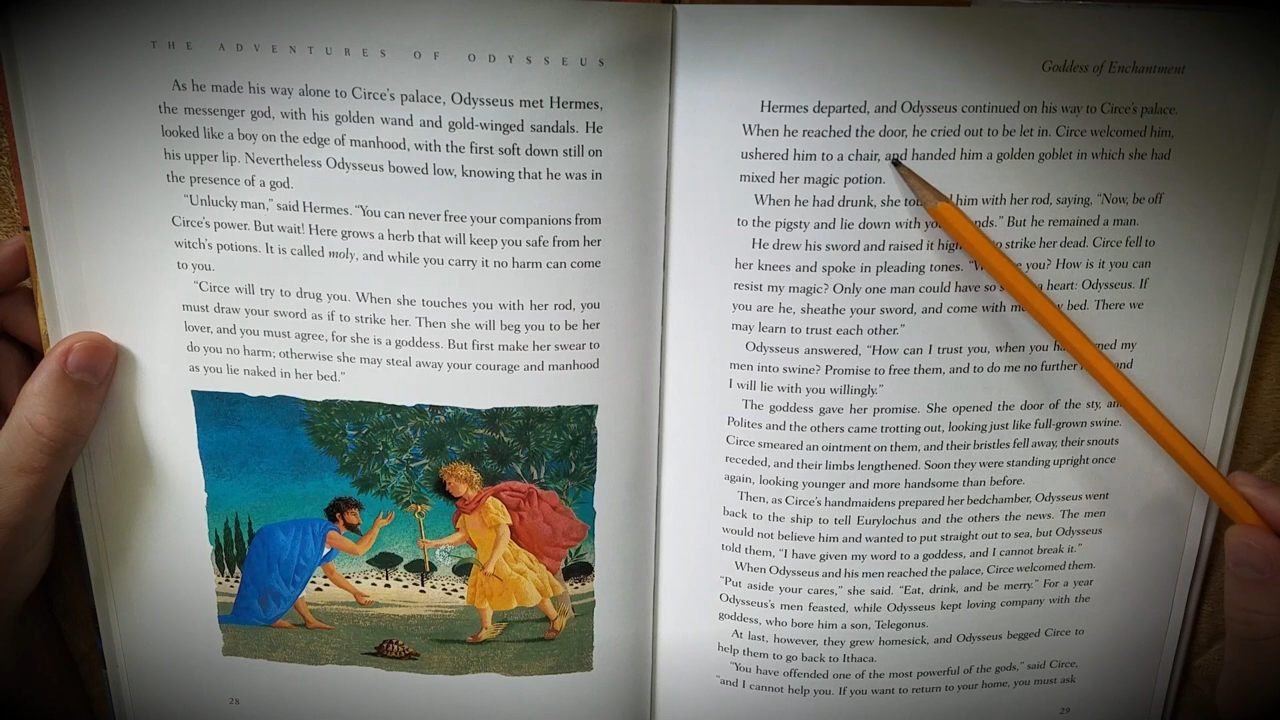 THE ADVENTURES OF ODYSSEUS
As he made his way alone to Circe's palace, Odysseus met Hermes,
the messenger god, with his golden wand and gold-winged sandals. He
looked like a boy on the edge of manhood, with the first soft down still on
his upper lip. Nevertheless Odysseus bowed low, knowing that he was in
the presence of a god.
"Unlucky man," said Hermes. "You can never free your companions from
Circe's power. But wait! Here grows a herb that will keep you safe from her
witch's potions. It is called moly, and while you carry it no harm can come
to you.
"Circe will try to drug you. When she touches you with her rod, you
must draw your sword as if to strike her. Then she will beg you to be her
lover, and you must agree, for she is a goddess. But first make her swear to
do you no harm; otherwise she may steal away your courage and manhood
as you lie naked in her bed."
28
Goddess of Enchantment
Hermes departed, and Odysseus continued on his way to Circe's palace.
When he reached the door, he cried out to be let in. Circe welcomed him,
ushered him to a chair, and handed him a golden goblet in which she had
mixed her magic potion.
When he had drunk, she him with her rod, saying, "Now, be off
to the pigsty and lie down with But he remained a man.
He drew his sword and raised it to strike her dead. Circe fell to
her knees and spoke in pleading tones. you? How is it you can
resist my magic? Only one man could have a heart: Odysseus. If
you are he, sheathe your sword, and come with bed. There we
may learn to trust each other."
Odysseus answered, "How can I trust you, when you my
men into swine? Promise to free them, and to do me no further and
I will lie with you willingly."
The goddess gave her promise. She opened the door of the sty, and
Polites and the others came trotting out, looking just like full-grown swine.
Circe smeared an ointment on them, and their bristles fell away, their snouts
receded, and their limbs lengthened. Soon they were standing upright once
again, looking younger and more handsome than before.
Then, as Circe's handmaidens prepared her bedchamber, Odysseus went
back to the ship to tell Eurylochus and the others the news. The men
would not believe him and wanted to put straight out to sea, but Odysseus
told them, "I have given my word to a goddess, and I cannot break it."
When Odysseus and his men reached the palace, Circe welcomed them.
"Put aside your cares," she said. "Eat, drink, and be merry." For a year
Odysseus's men feasted, while Odysseus kept loving company with the
goddess, who bore him a son, Telegonus.
At last, however, they grew homesick, and Odysseus begged Circe to
help them to go back to Ithaca.
"You have offended one of the most powerful of the gods," said Circe,
"and I cannot help you. If you want to return to your home, you must ask
29